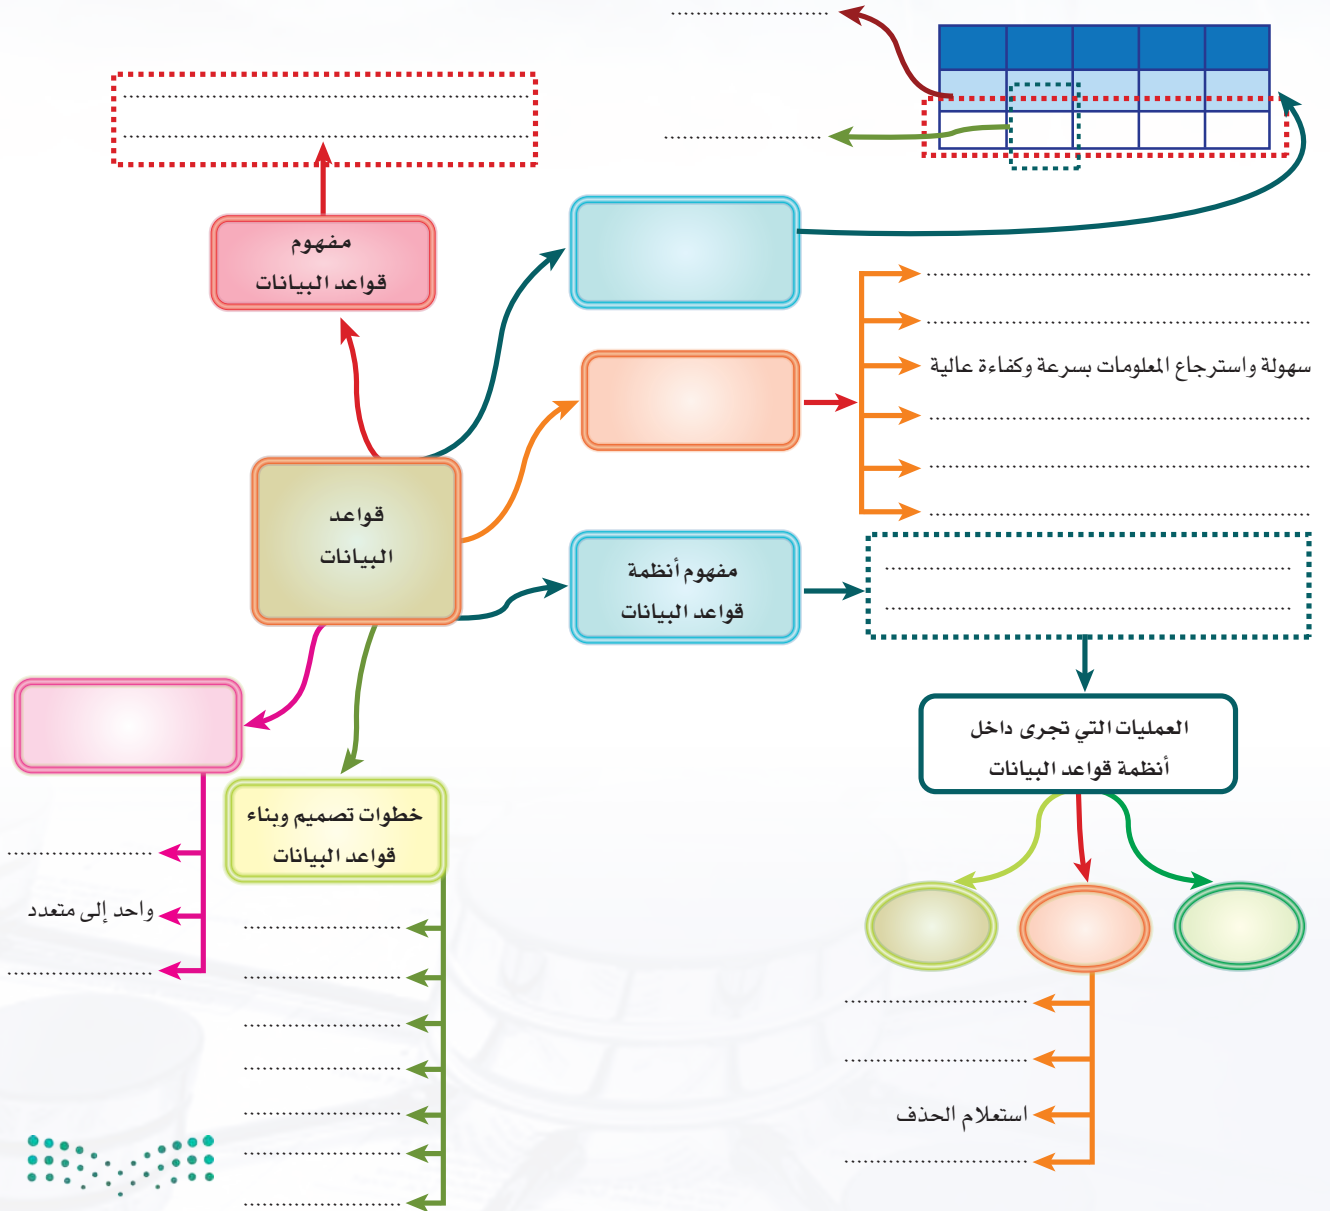 مفهوم
قواعد البيانات
سهولة واسترجاع المعلومات بسرعة وكفاءة عالية
قواعد
البيانات
مفهوم أنظمة
قواعد البيانات
العمليات التي تجرى داخل
أنظمة قواعد البيانات
خطوات تصميم وبناء
قواعد البيانات
واحد إلى متعدد
استعلام الحذف